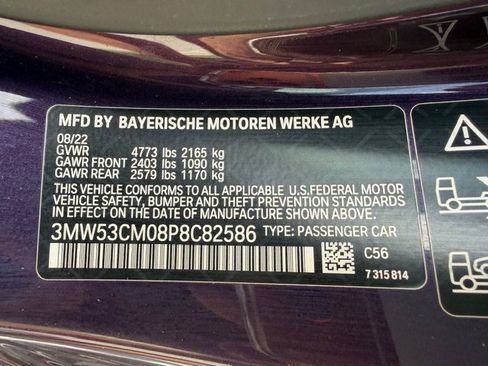 MFD BY BAYERISCHE MOTOREN WERKE AG
08/22
GVWR 4773 lbs 2165 kg
GAWR FRONT 2403 lbs 1090 kg
GAWR REAR 2579 lbs 1170 kg
THIS VEHICLE CONFORMS TO ALL APPLICABLE U.S.FEDERAL MOTOR
VEHICLE SAFETY, BUMPER AND THEFT PREVENTION STANDARDS
IN EFFECT ON THE DATE OF MANUFACTURE SHOWN ABOVE.
3MW53CM08P8C82586 TYPE: PASSENGER CAR
C56
7 315 814